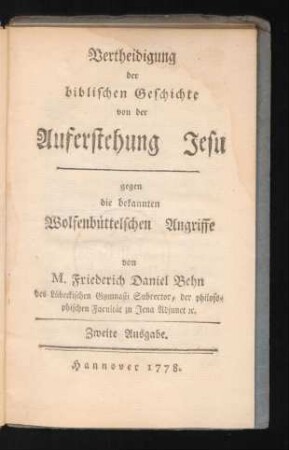 Vertheidigung
der
biblischen Geschichte
von der
Auferstehung Jesu
gegen
die bekannten
Wolfenbüttelschen Angriffe
von
M. Friederich Daniel Behn
des Lübeckischen Gymnasii Subrector, der philoso-
phischen Facultät zu Jena Adjunct ꝛc.
Zweite Ausgabe.
Hannover 1778.